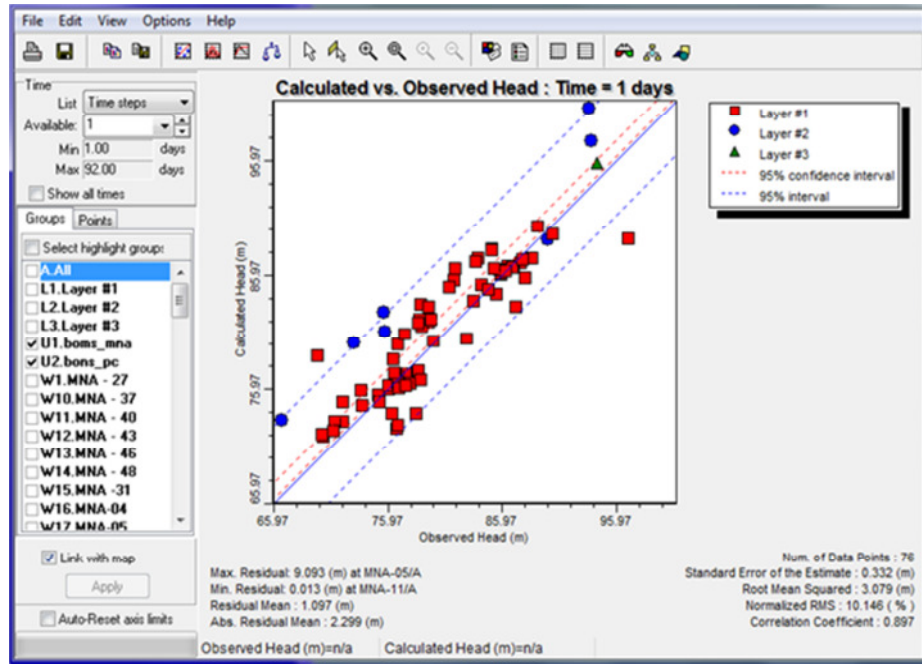 File Edit View Options Help
Time
List Time steps
Available: 1
Min 1.00 days
Max 92.00 days
Show all times
Groups Points
Select highlight group:
A.All
L1.Layer #1
L2.Layer #2
L3.Layer #3
U1.boms_mna
U2.bons_pc
W1.MNA - 27
W10.MNA - 37
W11.MNA - 40
W12.MNA - 43
W13.MNA - 46
W14.MNA - 48
W15.MNA -31
W16.MNA-04
W17.MNA-05
Link with map
Apply
Auto-Reset axis limits
Calculated vs. Observed Head : Time = 1 days
Calculated Head (m)
95.97
85.97
75.97
65.97
65.97 75.97 85.97 95.97
Observed Head (m)
Layer #1
Layer #2
Layer #3
95% confidence interval
95% interval
Max. Residual: 9.093 (m) at MNA-05/A
Min. Residual: 0.013 (m) at MNA-11/A
Residual Mean : 1.097 (m)
Abs. Residual Mean : 2.299 (m)
Num. of Data Points : 76
Standard Error of the Estimate : 0.332 (m)
Root Mean Squared : 3.079 (m)
Normalized RMS : 10.146 ( % )
Correlation Coefficient : 0.897
Observed Head (m)=n/a Calculated Head (m)=n/a